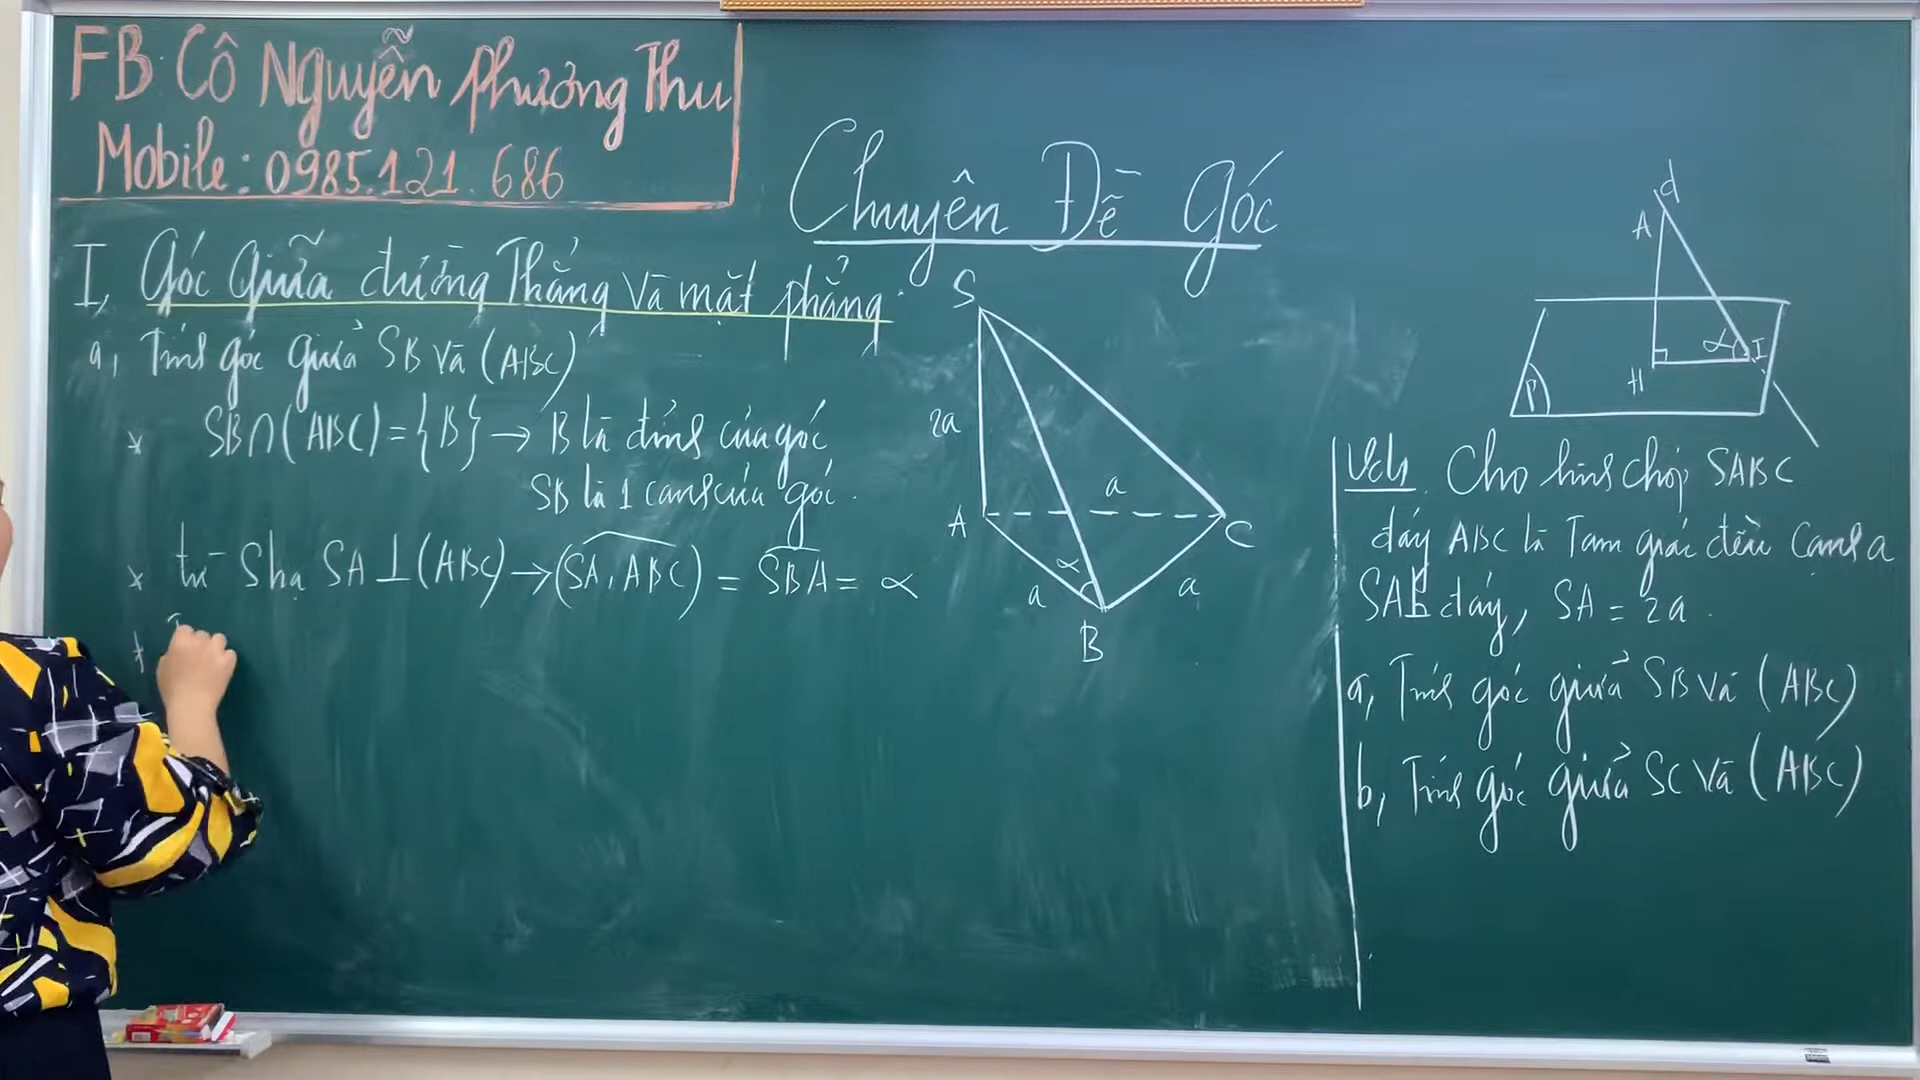 FB: Cô Nguyễn Phương Thu
Mobile: 0985.121.686
Chuyên Đề Góc
I, Góc Giữa đường Thẳng và mặt phẳng
a, Tính góc giữa SB và (ABC)
* SB∩(ABC)={B} → B là đỉnh của góc
SB là 1 cạnh của góc.
* từ S hạ SA⊥(ABC) → (SA, ABC) = SBA = α
*
S
2a
A
a
C
α
a
a
B
d
A
α I
H
P
Vd1. Cho hình chóp SABC
đáy ABC là Tam giác đều cạnh a
SA⊥đáy, SA = 2a.
a, Tính góc giữa SB và (ABC)
b, Tính góc giữa SC và (ABC)